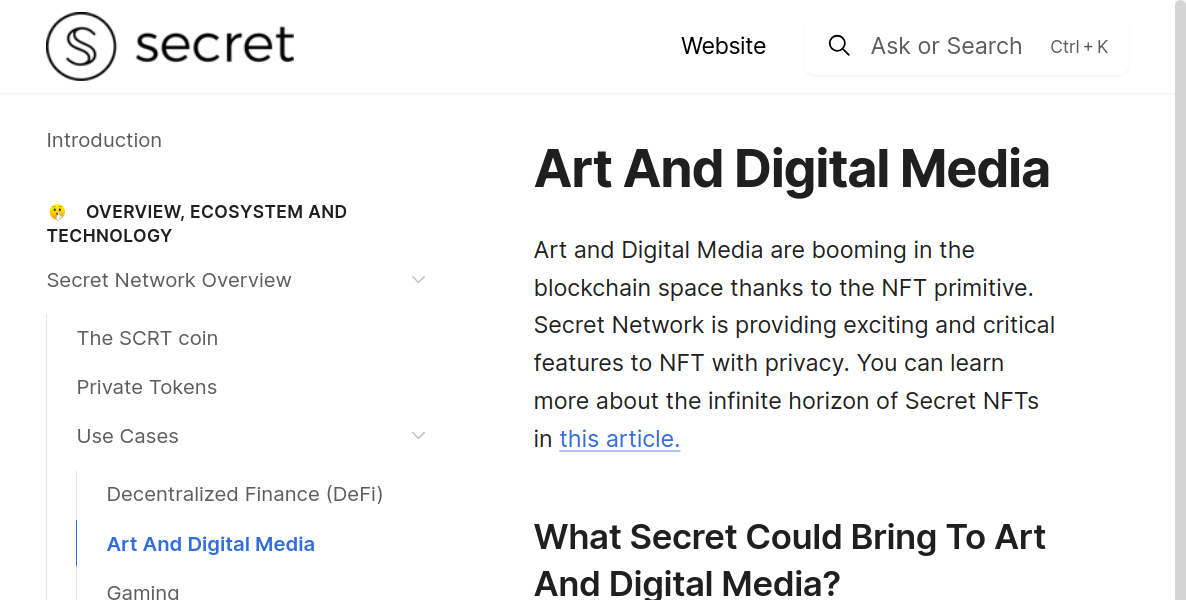 secret
Website
Ask or Search Ctrl + K
Introduction
OVERVIEW, ECOSYSTEM AND
TECHNOLOGY
Secret Network Overview
The SCRT coin
Private Tokens
Use Cases
Decentralized Finance (DeFi)
Art And Digital Media
Gaming
Art And Digital Media
Art and Digital Media are booming in the
blockchain space thanks to the NFT primitive.
Secret Network is providing exciting and critical
features to NFT with privacy. You can learn
more about the infinite horizon of Secret NFTs
in this article.
What Secret Could Bring To Art
And Digital Media?